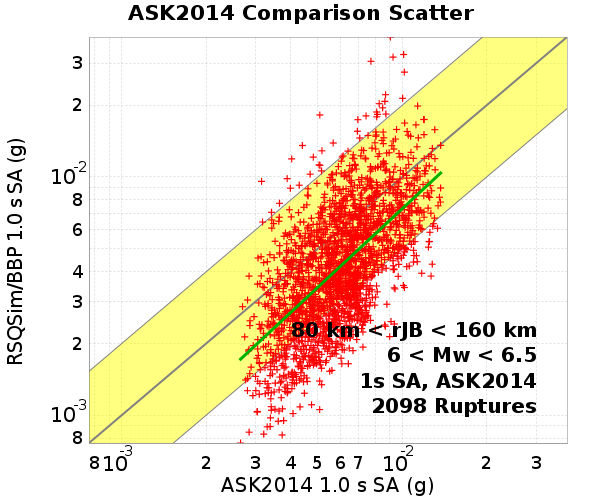 ASK2014 Comparison Scatter
RSQSim/BBP 1.0 s SA (g)
3
2
10-2
8
6
4
3
2
10-3
8
80 km < rJB < 160 km
6 < Mw < 6.5
1s SA, ASK2014
2098 Ruptures
8 10-3 2 3 4 5 6 7 10-2 2 3
ASK2014 1.0 s SA (g)